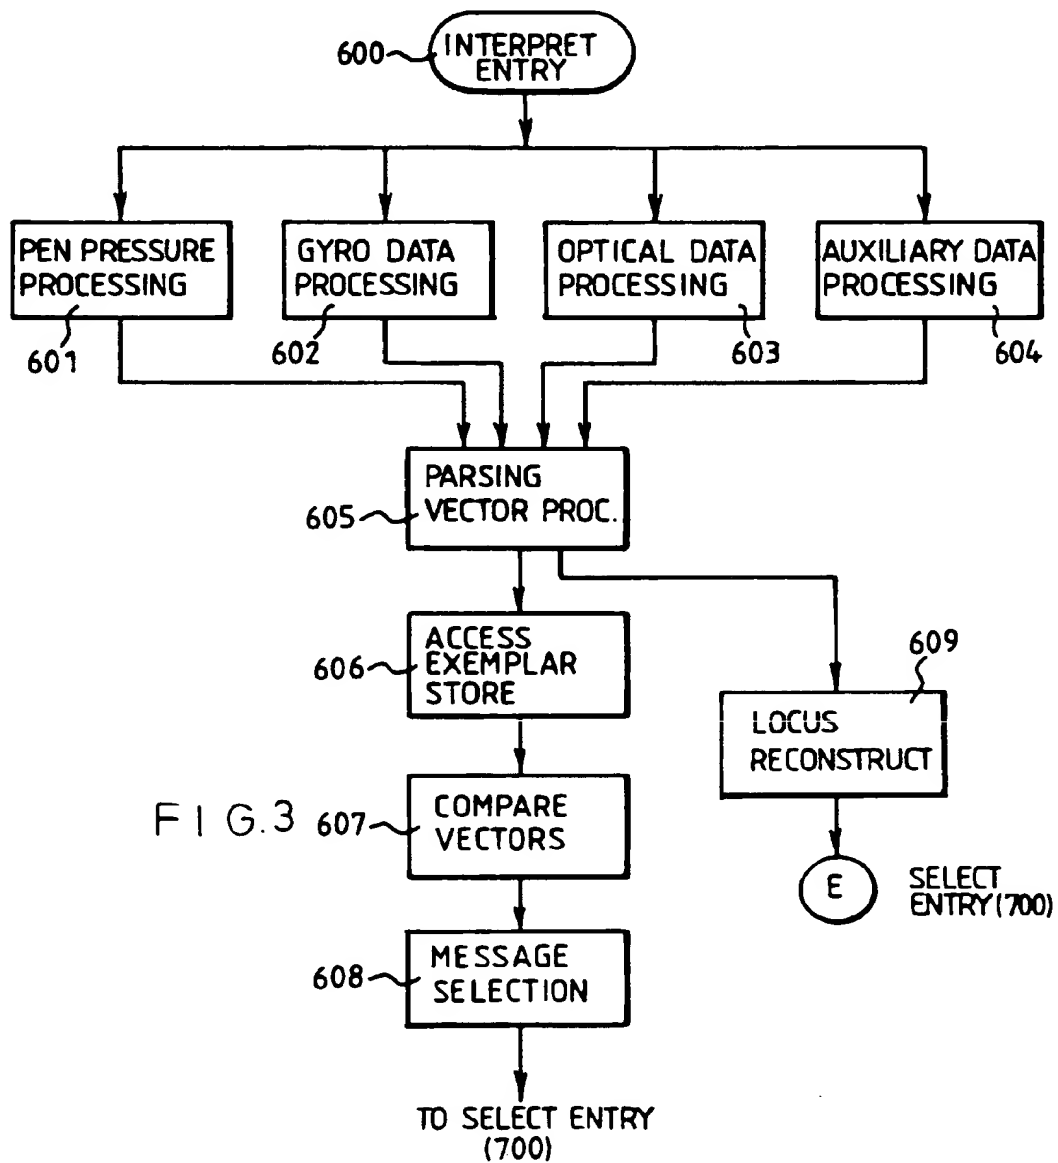 600
INTERPRET
ENTRY
PEN PRESSURE
PROCESSING
601
GYRO DATA
PROCESSING
602
OPTICAL DATA
PROCESSING
603
AUXILIARY DATA
PROCESSING
604
PARSING
VECTOR PROC.
605
ACCESS
EXEMPLAR
STORE
606
609
LOCUS
RECONSTRUCT
FIG.3
607
COMPARE
VECTORS
E
SELECT
ENTRY(700)
608
MESSAGE
SELECTION
TO SELECT ENTRY
(700)